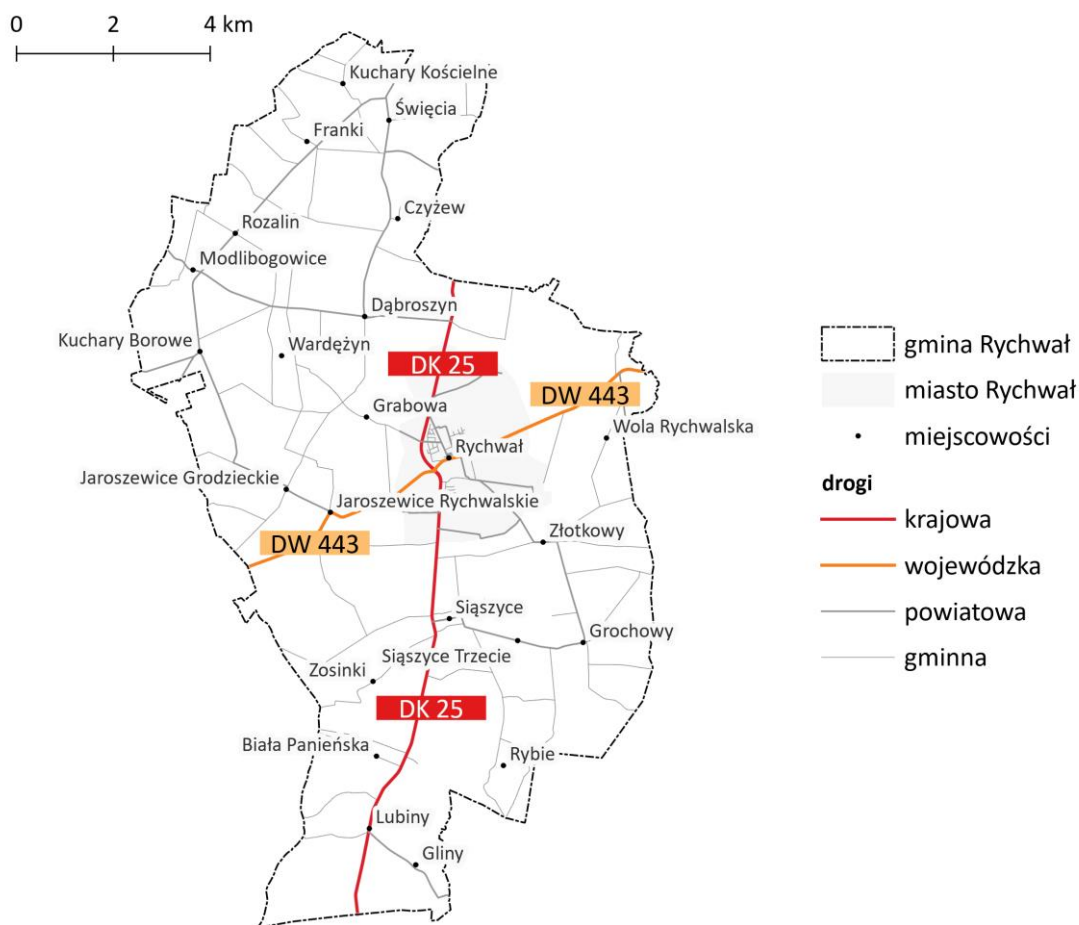 0 2 4 km
Kuchary Kościelne
Święcia
Franki
Czyżew
Rozalin
Modlibogowice
Dąbroszyn
Kuchary Borowe
Wardężyn
DK 25
DW 443
Grabowa
Wola Rychwalska
Rychwał
Jaroszewice Grodzieckie
Jaroszewice Rychwalskie
DW 443
Złotkowy
Siąszyce
Grochowy
Siąszyce Trzecie
Zosinki
DK 25
Biała Panieńska
Rybie
Lubiny
Gliny
gmina Rychwał
miasto Rychwał
miejscowości
drogi
krajowa
wojewódzka
powiatowa
gminna